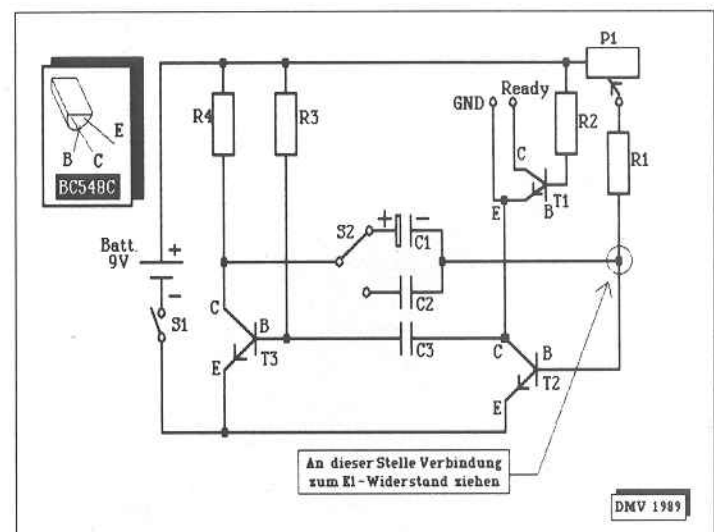 P1
Ready
GND
R4
R3
R2
R1
E
B
C
BC548C
C
T1
E
B
+
-
S2
C1
Batt.
9V
+
-
C2
S1
C
B
C3
C
B
E
T3
T2
E
An dieser Stelle Verbindung
zum E1-Widerstand ziehen
DMV 1989